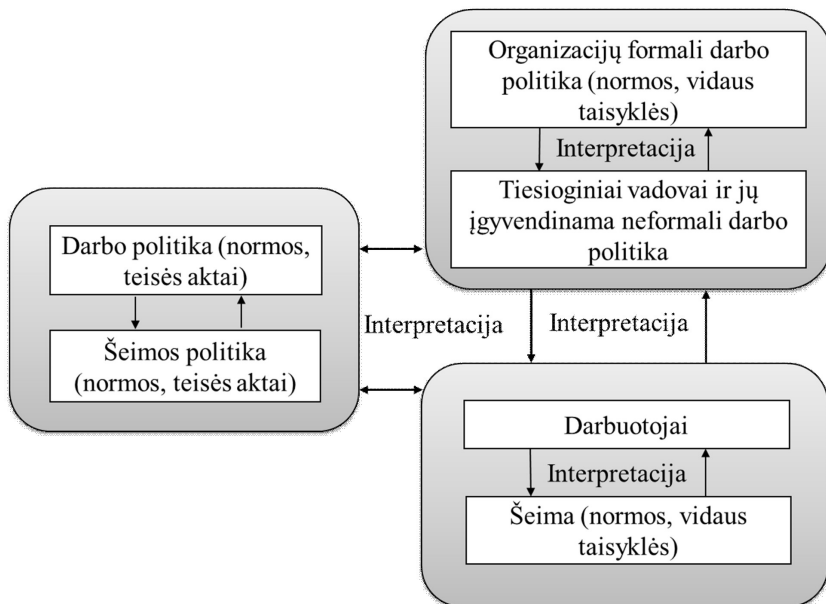 Organizacijų formali darbo
politika (normos, vidaus
taisyklės)
Interpretacija
Tiesioginiai vadovai ir jų
įgyvendinama neformali darbo
politika
Darbo politika (normos,
teisės aktai)
Šeimos politika
(normos, teisės aktai)
Interpretacija
Interpretacija
Darbuotojai
Interpretacija
Šeima (normos, vidaus
taisyklės)